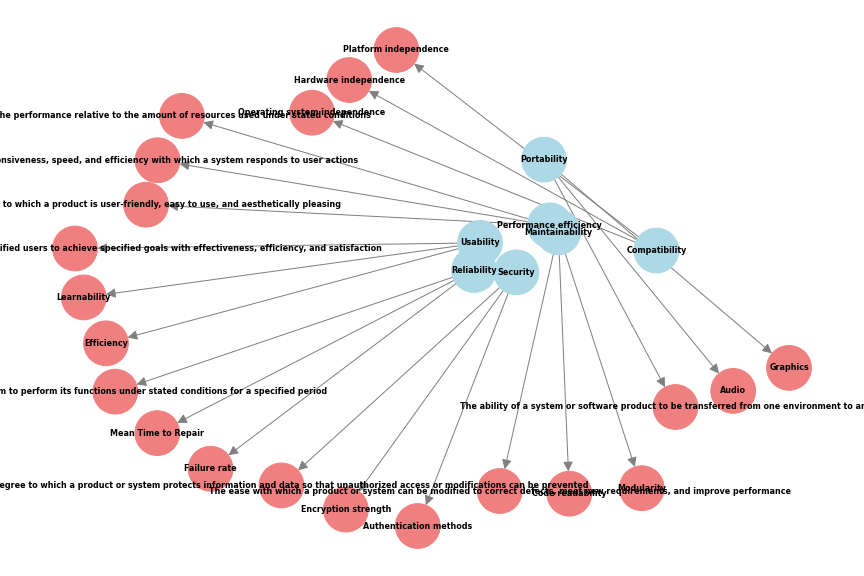 Platform independence
Hardware independence
Operating system independence
he performance relative to the amount of resources used under stated conditions
Portability
onsiveness, speed, and efficiency with which a system responds to user actions
to which a product is user-friendly, easy to use, and aesthetically pleasing
Performance efficiency
Maintainability
Usability
ified users to achieve specified goals with effectiveness, efficiency, and satisfaction
Compatibility
Reliability
Security
Learnability
Efficiency
Graphics
Audio
m to perform its functions under stated conditions for a specified period
The ability of a system or software product to be transferred from one environment to an
Mean Time to Repair
Failure rate
egree to which a product or system protects information and data so that unauthorized access or modifications can be prevented
Modularity
The ease with which a product or system can be modified to correct defects, meet new requirements, and improve performance
Code readability
Encryption strength
Authentication methods